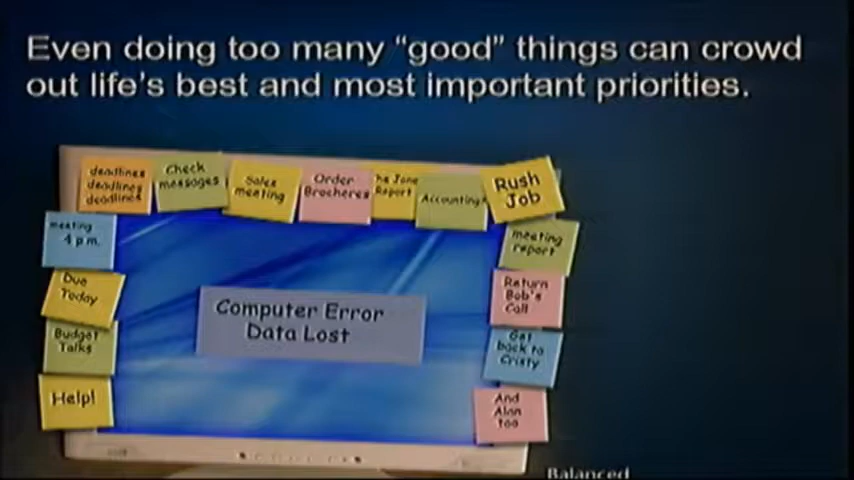 Even doing too many “good” things can crowd
out life’s best and most important priorities.
deadlines
deadlines
deadlines
Check
messages
Sales
meeting
Order
Brocheres
Report
Accounting
Rush
Job
meeting
4 p.m.
meeting
report
Due
Today
Return
Bob's
Call
Computer Error
Data Lost
Budget
Talks
Get
back to
Cristy
Help!
And
Alan
too
Balanced